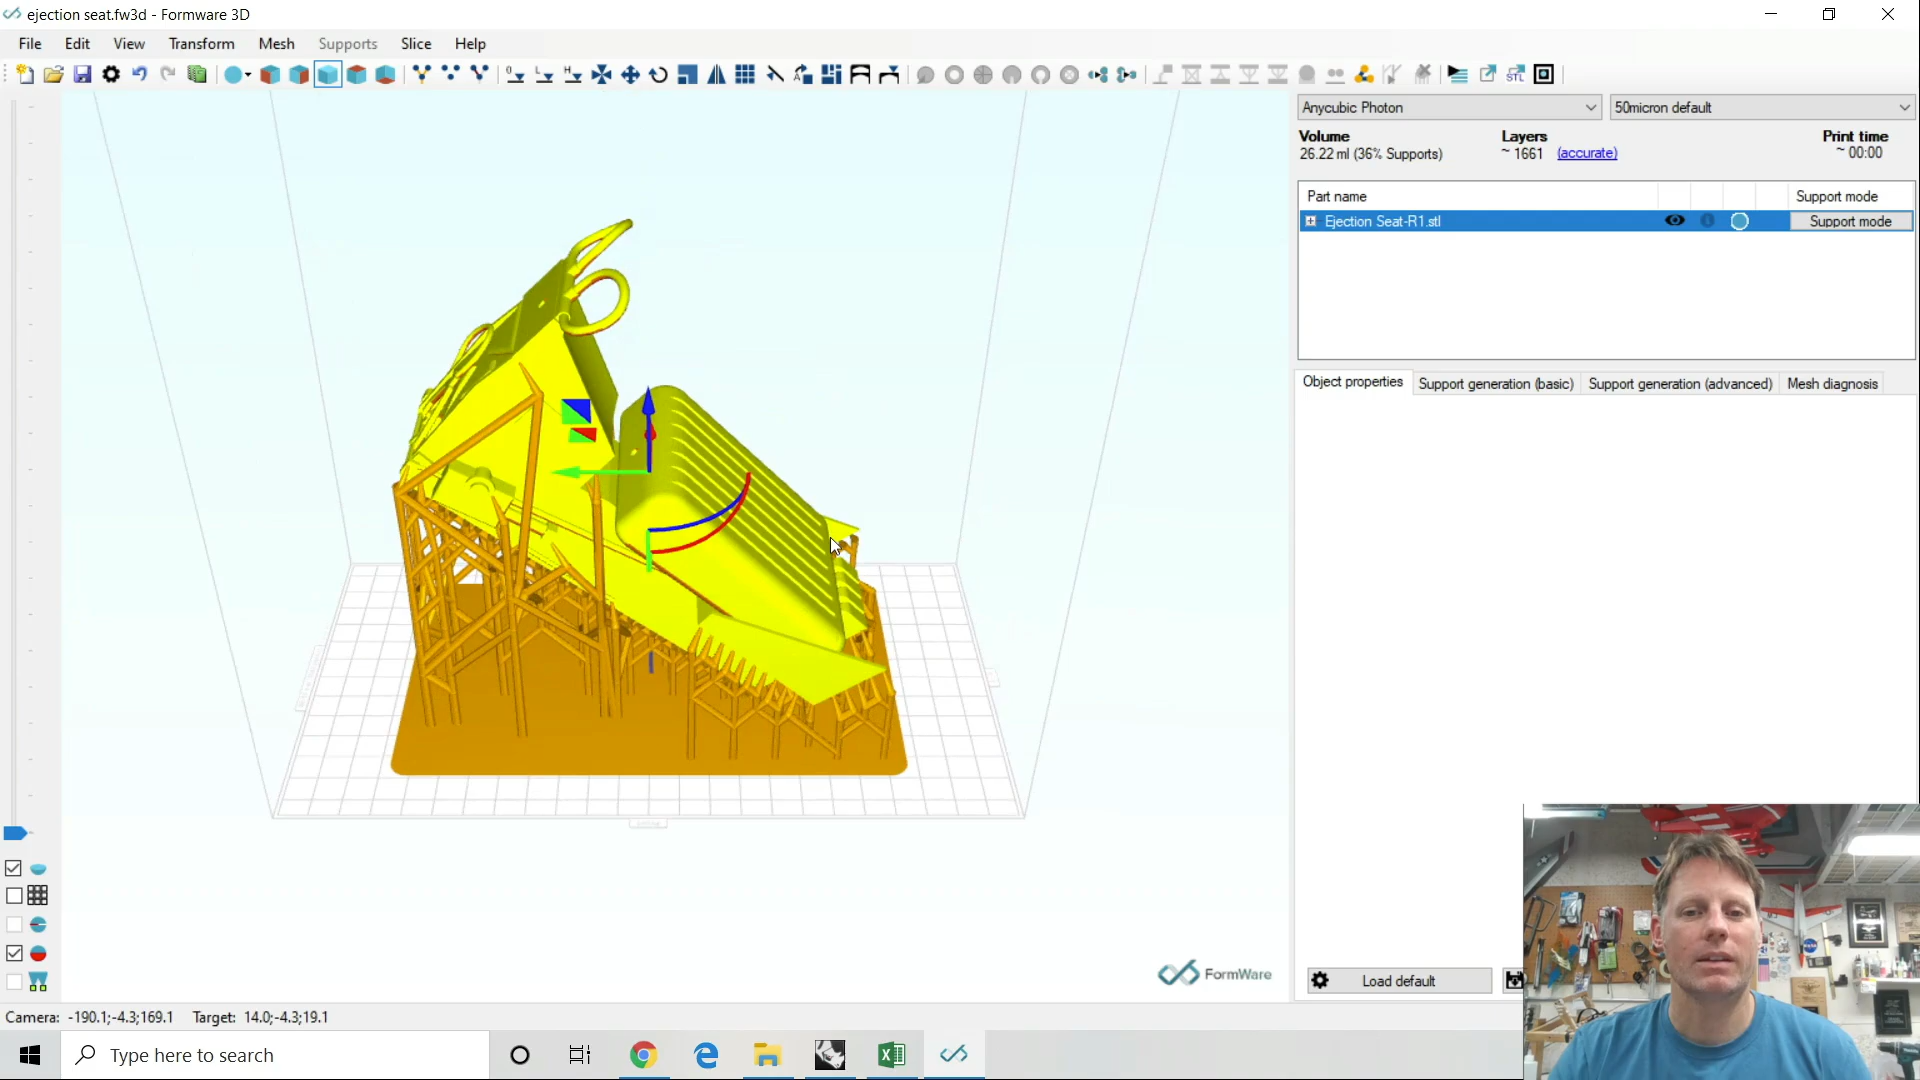 ejection seat.fw3d - Formware 3D
File Edit View Transform Mesh Supports Slice Help
STL
Anycubic Photon
50micron default
Volume Layers Print time
26.22 ml (36% Supports) ~ 1661 (accurate) ~ 00:00
Part name Support mode
Ejection Seat-R1.stl Support mode
Object properties Support generation (basic) Support generation (advanced) Mesh diagnosis
FormWare
Load default
Camera: -190.1;-4.3;169.1 Target: 14.0;-4.3;19.1
Type here to search